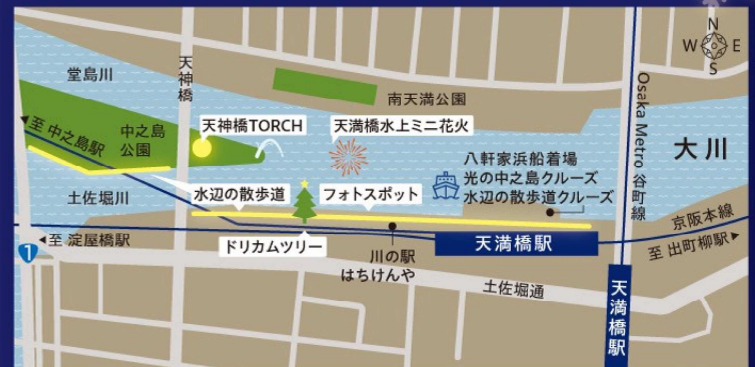 N
W E
S
堂島川
天神橋
南天満公園
Osaka Metro 谷町線
大川
至 中之島駅
中之島
公園
天神橋TORCH
天満橋水上ミニ花火
八軒家浜船着場
光の中之島クルーズ
水辺の散歩道クルーズ
土佐堀川
水辺の散歩道
フォトスポット
京阪本線
至 出町柳駅
1
至 淀屋橋駅
ドリカムツリー
川の駅
はちけんや
天満橋駅
土佐堀通
天満橋駅